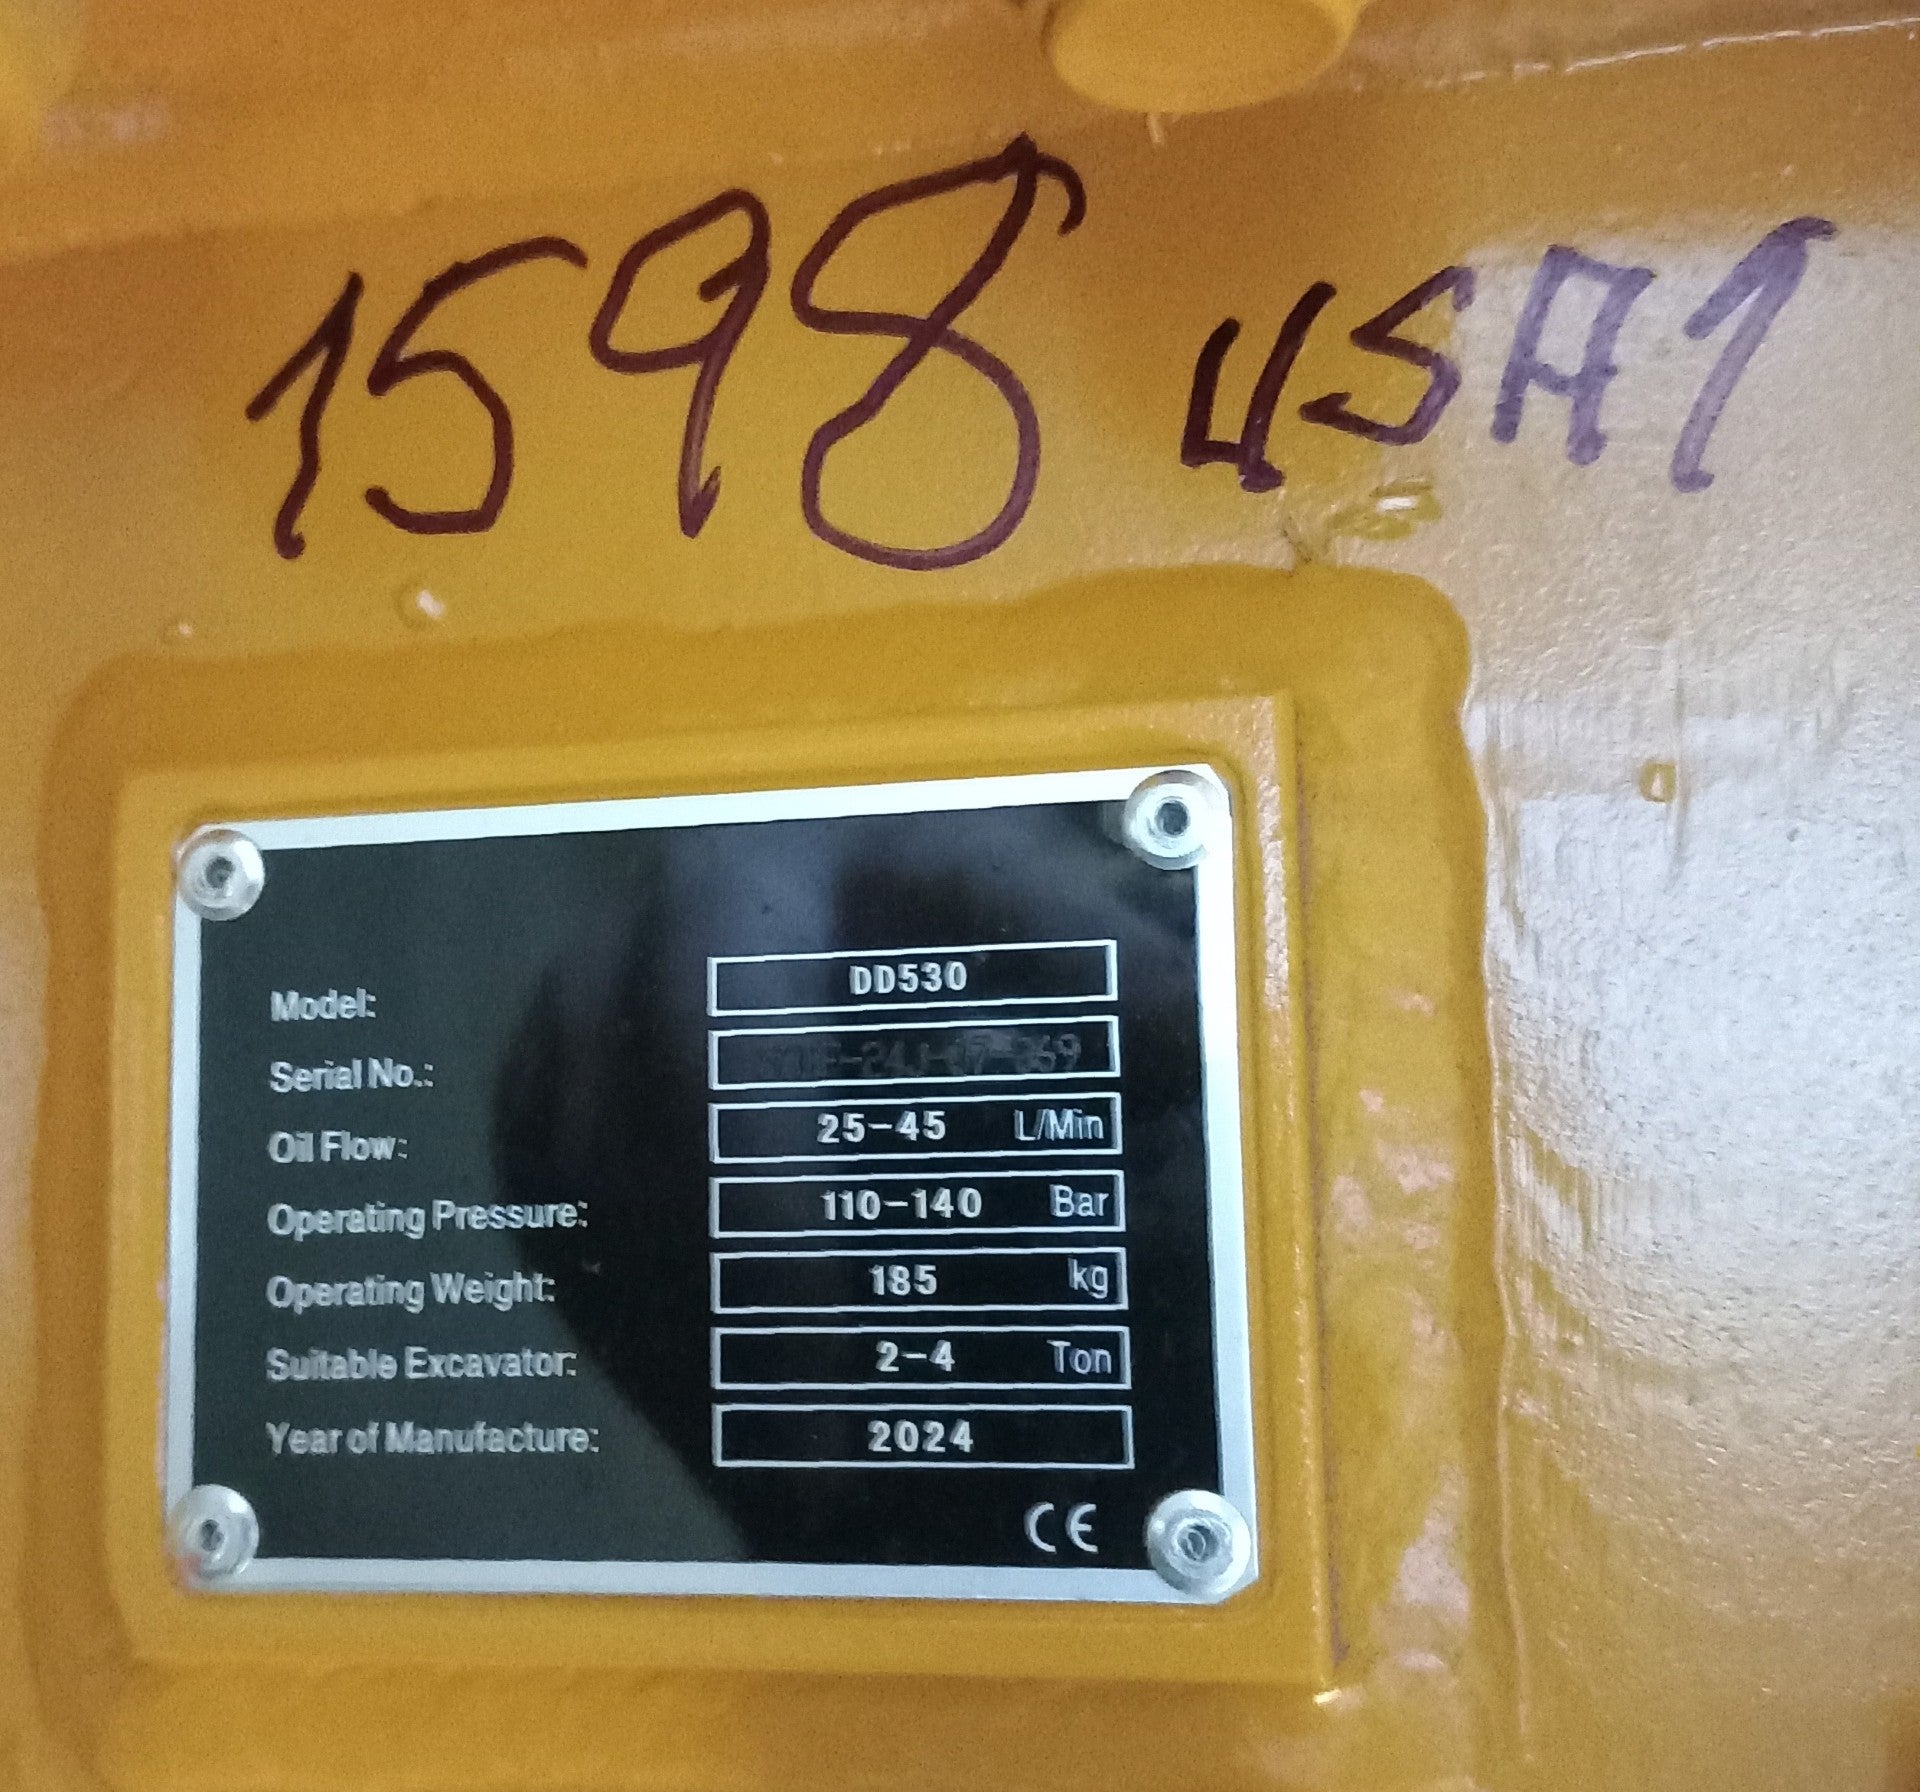 1598 USA1
Model: DD530
Serial No.:
Oil Flow: 25-45 L/Min
Operating Pressure: 110-140 Bar
Operating Weight: 185 kg
Suitable Excavator: 2-4 Ton
Year of Manufacture: 2024
CE